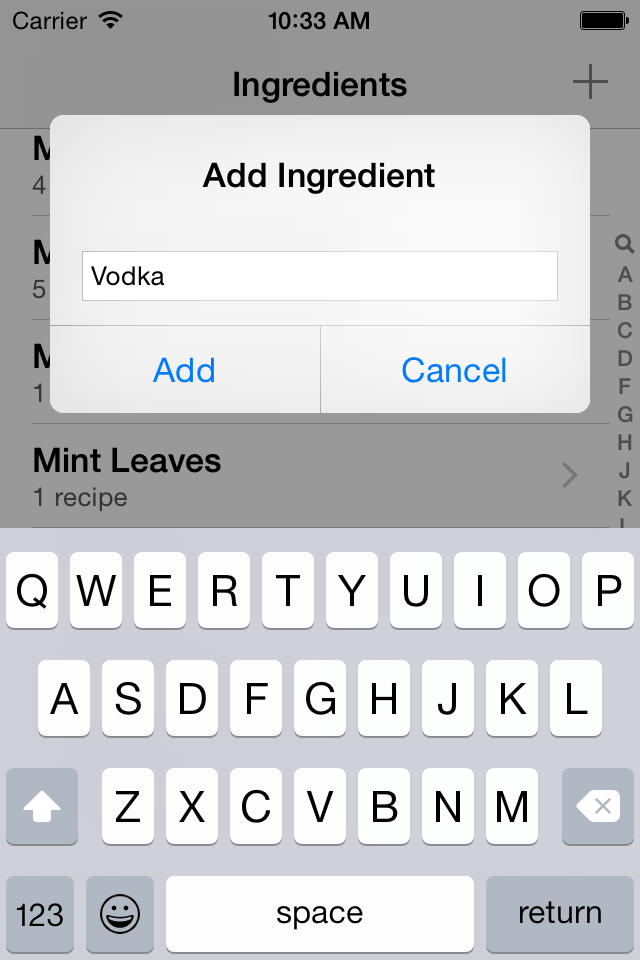 Carrier 10:33 AM
Ingredients
Add Ingredient
4
5
Vodka
1
Add Cancel
Mint Leaves
1 recipe
A
B
C
D
F
G
H
J
K
Q W E R T Y U I O P
A S D F G H J K L
Z X C V B N M
123 space return